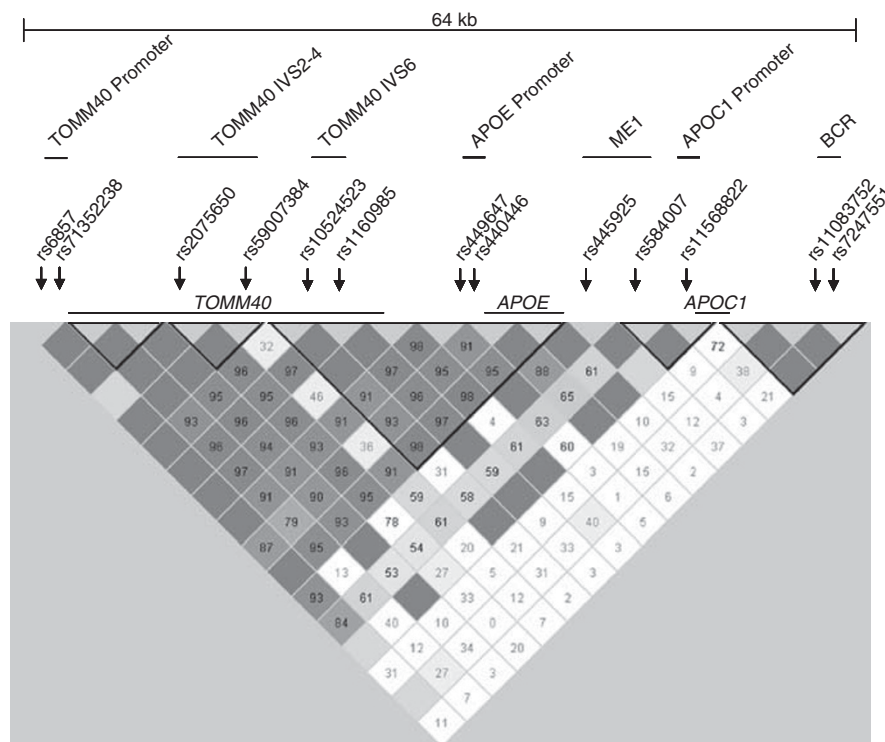 64 kb
TOMM40 Promoter
TOMM40 IVS2-4
TOMM40 IVS6
APOE Promoter
ME1
APOC1 Promoter
BCR
rs6857
rs71352238
rs2075650
rs59007384
rs10524523
rs1160985
rs449647
rs440446
rs445925
rs584007
rs11568822
rs11083752
rs7247551
TOMM40 APOE APOC1
32 98 91 72
96 97 97 95 95 88 61 9 38
95 95 46 91 96 98 65 15 4 21
93 96 96 91 93 97 4 63 10 12 3
96 94 93 36 98 61 60 19 32 37
97 91 96 91 31 59 3 15 2
91 90 95 59 58 15 1 6
79 93 78 61 9 40 5
87 95 54 20 21 33 3
13 53 27 5 31 3
93 61 33 12 2
84 40 10 0 7
12 34 20
31 27 3
7
11